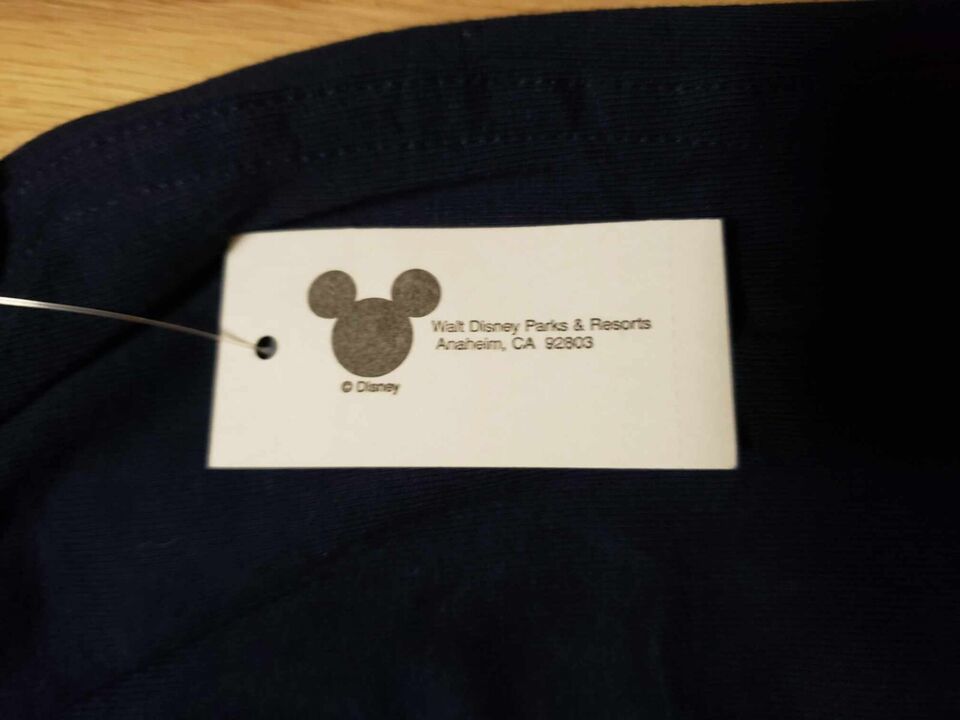 Walt Disney Parks & Resorts
Anaheim, CA 92803
© Disney